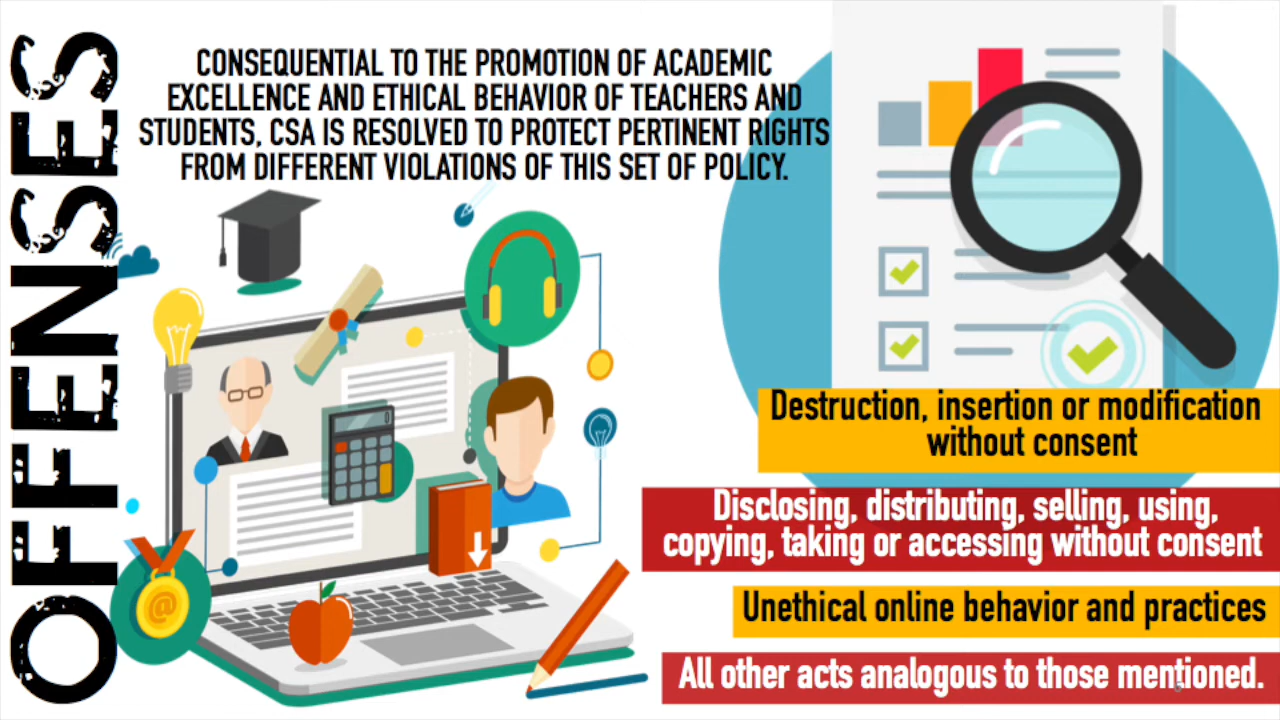 OFFENSES
CONSEQUENTIAL TO THE PROMOTION OF ACADEMIC
EXCELLENCE AND ETHICAL BEHAVIOR OF TEACHERS AND
STUDENTS, CSA IS RESOLVED TO PROTECT PERTINENT RIGHTS
FROM DIFFERENT VIOLATIONS OF THIS SET OF POLICY.
Destruction, insertion or modification
without consent
Disclosing, distributing, selling, using,
copying, taking or accessing without consent
Unethical online behavior and practices
All other acts analogous to those mentioned.
@